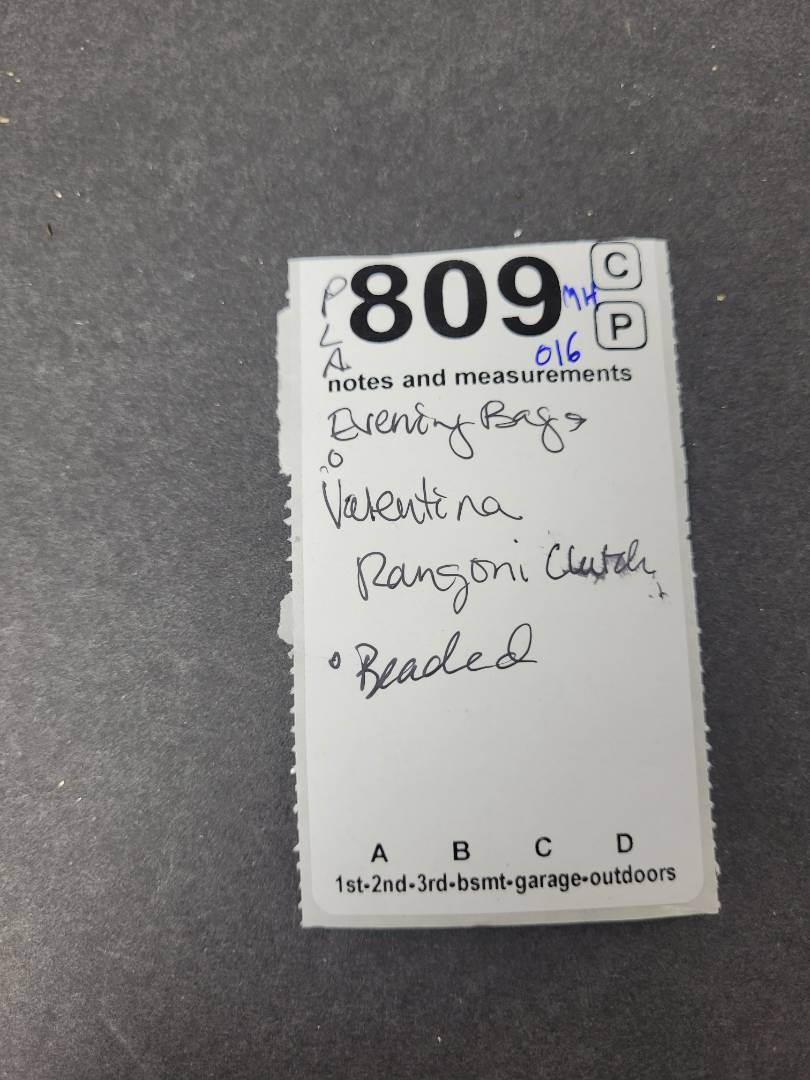 P
L
A
809
MH
016
C
P
notes and measurements
Evening Bags
Valentina
Rangoni Clutch
Beaded
A B C D
1st-2nd-3rd-bsmt-garage-outdoors